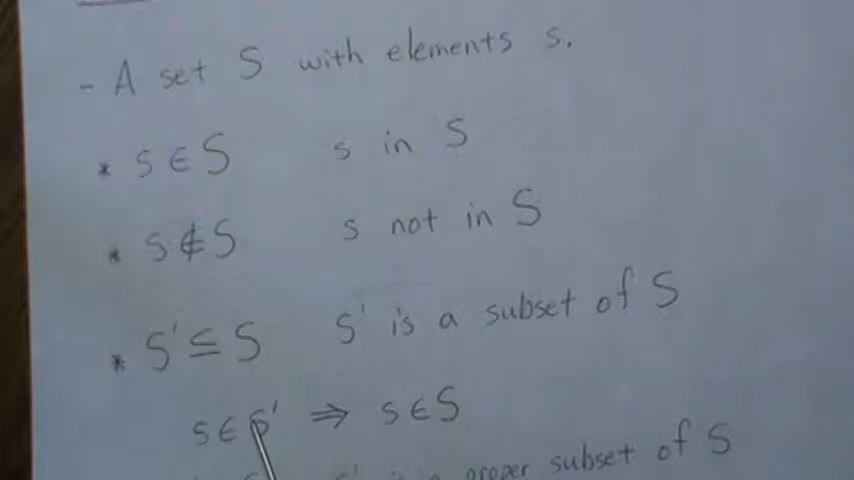 - A set S with elements s.
* s ∈ S s in S
* s ∉ S s not in S
* S' ⊆ S S' is a subset of S
s ∈ S' ⇒ s ∈ S
proper subset of S